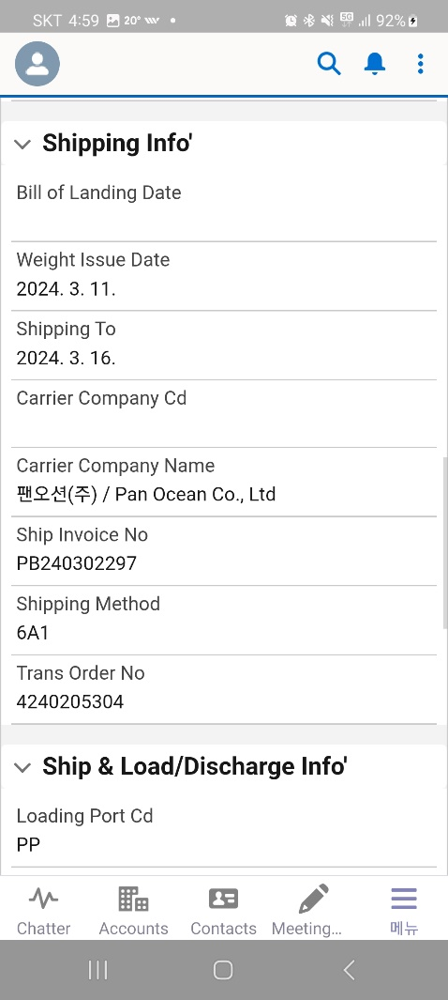 SKT 4:59 20° 5G 92%
Shipping Info'
Bill of Landing Date
Weight Issue Date
2024. 3. 11.
Shipping To
2024. 3. 16.
Carrier Company Cd
Carrier Company Name
팬오션(주) / Pan Ocean Co., Ltd
Ship Invoice No
PB240302297
Shipping Method
6A1
Trans Order No
4240205304
Ship & Load/Discharge Info'
Loading Port Cd
PP
Chatter Accounts Contacts Meeting... 메뉴